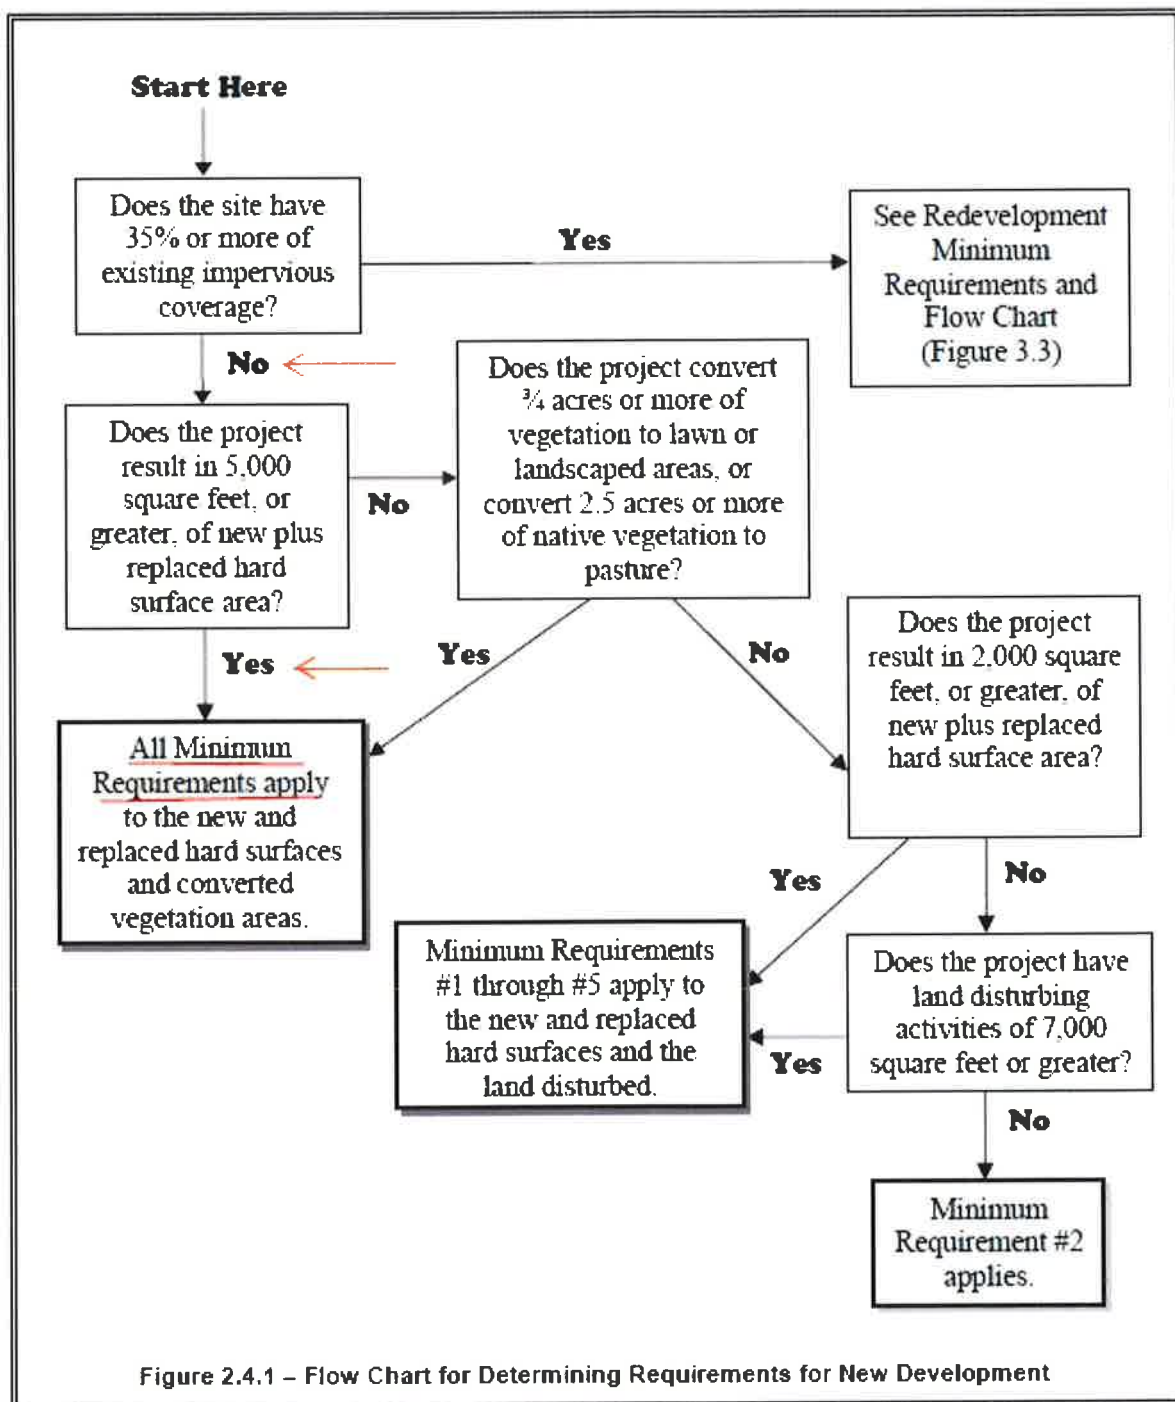 Start Here
Does the site have
35% or more of
existing impervious
coverage?
Yes
See Redevelopment
Minimum
Requirements and
Flow Chart
(Figure 3.3)
No
Does the project
result in 5,000
square feet, or
greater, of new plus
replaced hard
surface area?
No
Does the project convert
¾ acres or more of
vegetation to lawn or
landscaped areas, or
convert 2.5 acres or more
of native vegetation to
pasture?
Yes
Yes
No
Does the project
result in 2,000 square
feet, or greater, of
new plus replaced
hard surface area?
All Minimum
Requirements apply
to the new and
replaced hard surfaces
and converted
vegetation areas.
Yes
No
Minimum Requirements
#1 through #5 apply to
the new and replaced
hard surfaces and the
land disturbed.
Yes
Does the project have
land disturbing
activities of 7,000
square feet or greater?
No
Minimum
Requirement #2
applies.
Figure 2.4.1 – Flow Chart for Determining Requirements for New Development